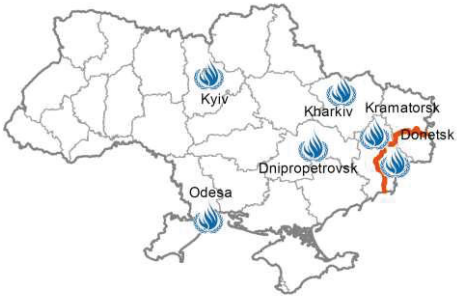 Kyiv
Kharkiv
Kramatorsk
Donetsk
Dnipropetrovsk
Odesa